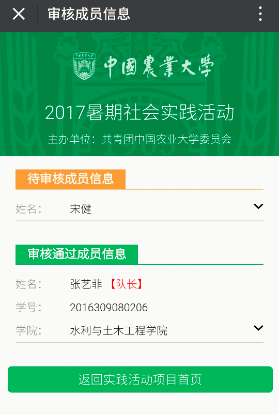 审核成员信息
中国农业大学
2017暑期社会实践活动
主办单位：共青团中国农业大学委员会
待审核成员信息
姓名： 宋健
审核通过成员信息
姓名： 张艺菲 【队长】
学号： 2016309080206
学院： 水利与土木工程学院
返回实践活动项目首页